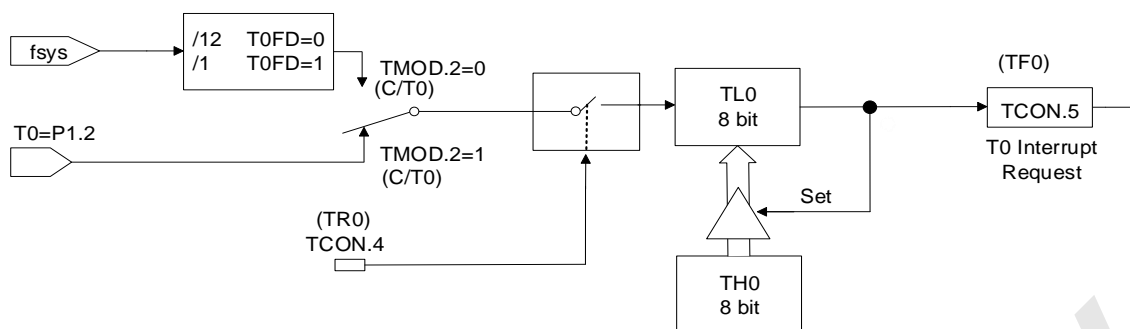 fsys
/12 T0FD=0
/1 T0FD=1
TMOD.2=0
(C/T0)
T0=P1.2
TMOD.2=1
(C/T0)
(TR0)
TCON.4
TL0
8 bit
Set
TH0
8 bit
(TF0)
TCON.5
T0 Interrupt
Request